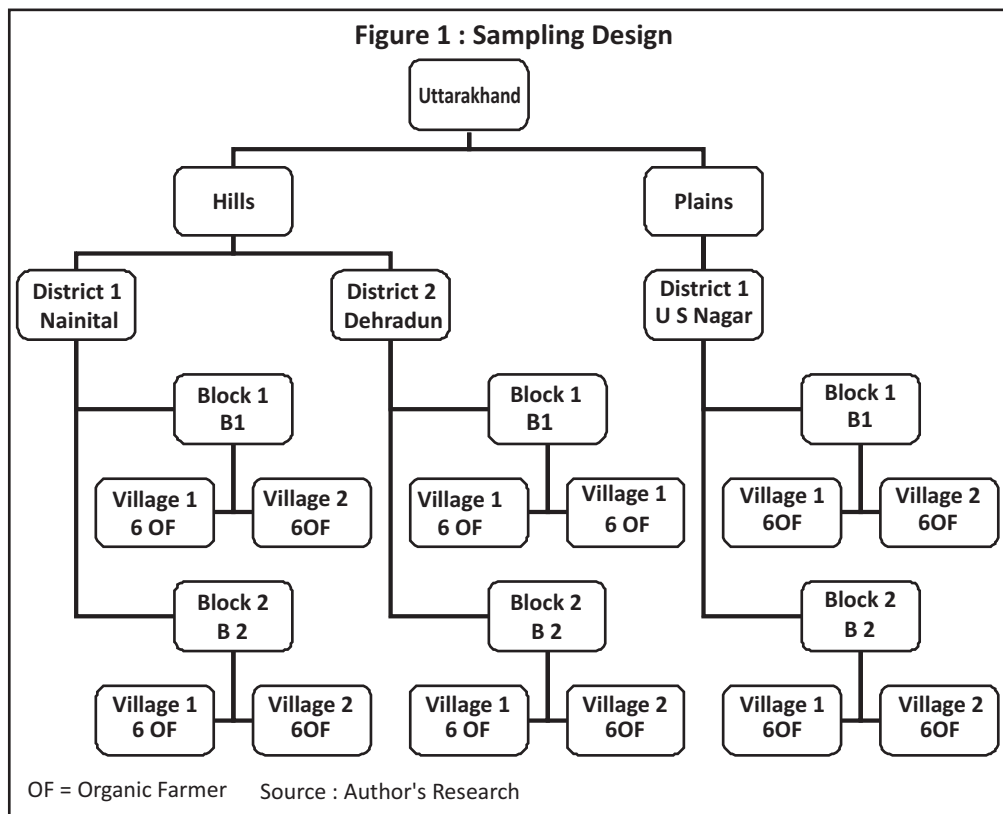 Figure 1 : Sampling Design
Uttarakhand
Hills
Plains
District 1
Nainital
District 2
Dehradun
District 1
U S Nagar
Block 1
B1
Block 1
B1
Block 1
B1
Village 1
6 OF
Village 2
6OF
Village 1
6 OF
Village 1
6 OF
Village 1
6OF
Village 2
6OF
Block 2
B 2
Block 2
B 2
Block 2
B 2
Village 1
6 OF
Village 2
6OF
Village 1
6 OF
Village 2
6OF
Village 1
6OF
Village 2
6OF
OF = Organic Farmer Source : Author's Research